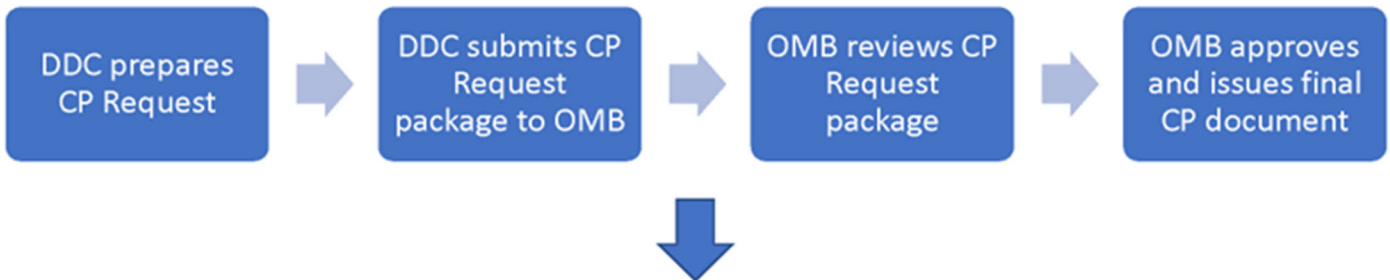 DDC prepares
CP Request
DDC submits CP
Request
package to OMB
OMB reviews CP
Request
package
OMB approves
and issues final
CP document